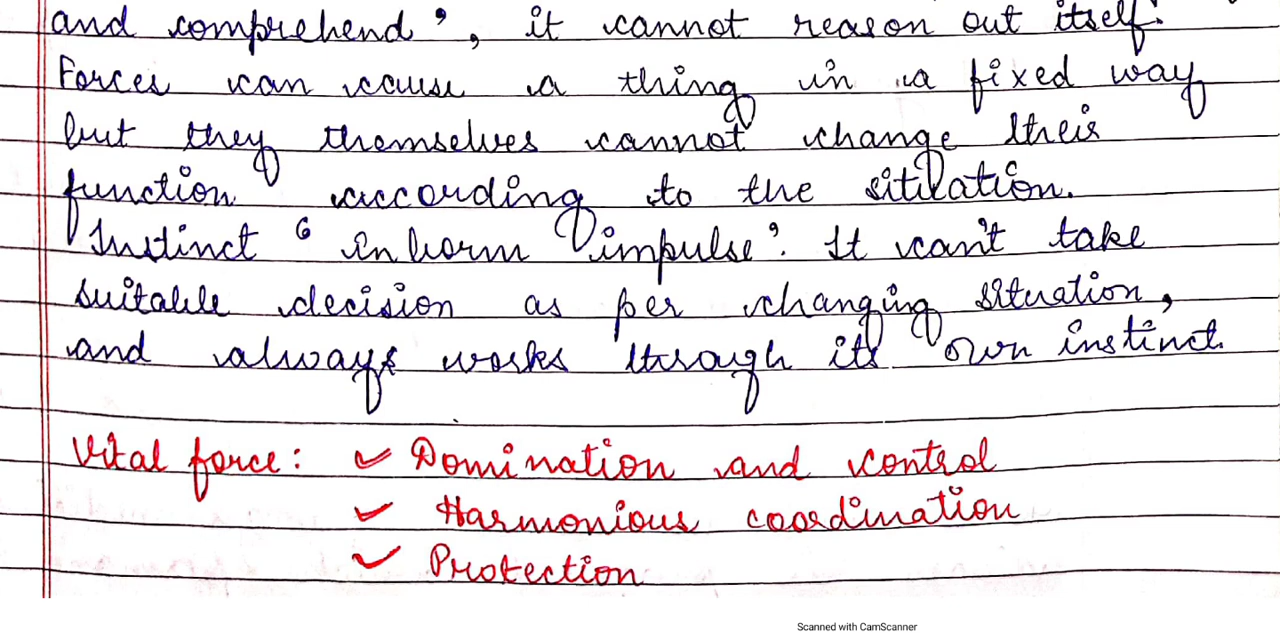 and comprehend', it cannot reason out itself.
Forces can cause a thing in a fixed way
but they themselves cannot change their
function according to the sitilation.
Instinct 'inborm impulse'. It can't take
suitable decision as per changing situation,
and always works through its own instinct.
Vital force: ✓ Domination and control
✓ Harmonious coordination
✓ Protection
Scanned with CamScanner